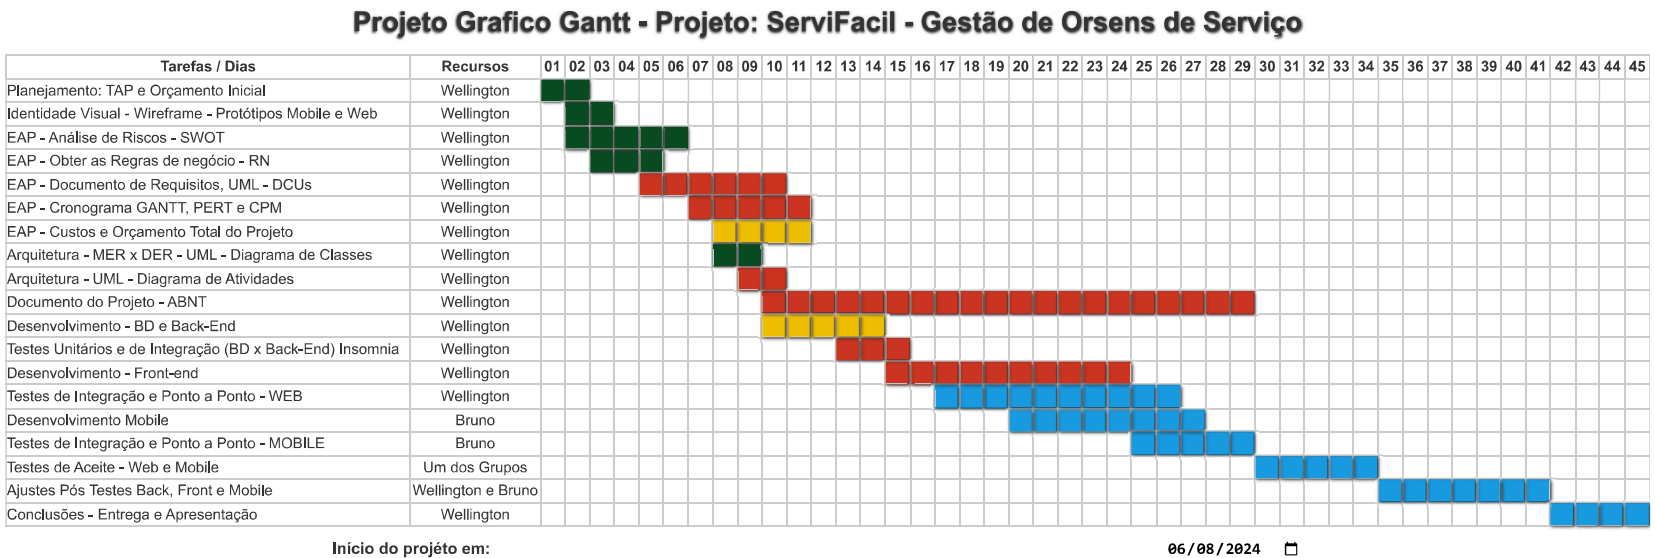 Projeto Grafico Gantt - Projeto: ServiFacil - Gestão de Orsens de Serviço
Tarefas / Dias Recursos 01 02 03 04 05 06 07 08 09 10 11 12 13 14 15 16 17 18 19 20 21 22 23 24 25 26 27 28 29 30 31 32 33 34 35 36 37 38 39 40 41 42 43 44 45
Planejamento: TAP e Orçamento Inicial Wellington
Identidade Visual - Wireframe - Protótipos Mobile e Web Wellington
EAP - Análise de Riscos - SWOT Wellington
EAP - Obter as Regras de negócio - RN Wellington
EAP - Documento de Requisitos, UML - DCUs Wellington
EAP - Cronograma GANTT, PERT e CPM Wellington
EAP - Custos e Orçamento Total do Projeto Wellington
Arquitetura - MER x DER - UML - Diagrama de Classes Wellington
Arquitetura - UML - Diagrama de Atividades Wellington
Documento do Projeto - ABNT Wellington
Desenvolvimento - BD e Back-End Wellington
Testes Unitários e de Integração (BD x Back-End) Insomnia Wellington
Desenvolvimento - Front-end Wellington
Testes de Integração e Ponto a Ponto - WEB Wellington
Desenvolvimento Mobile Bruno
Testes de Integração e Ponto a Ponto - MOBILE Bruno
Testes de Aceite - Web e Mobile Um dos Grupos
Ajustes Pós Testes Back, Front e Mobile Wellington e Bruno
Conclusões - Entrega e Apresentação Wellington
Início do projéto em: 06/08/2024